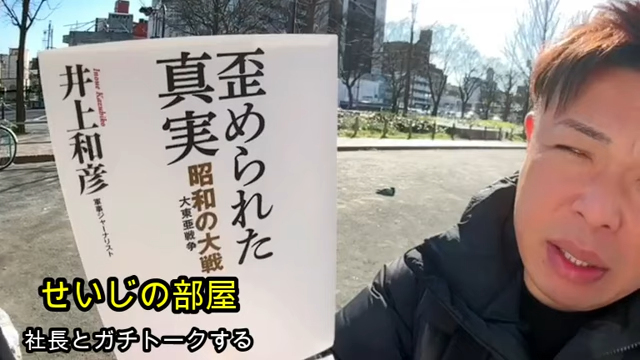 歪められた
真実
昭和の大戦
大東亜戦争
Inoue Kazuhiko
井上和彦
軍事ジャーナリスト
せいじの部屋
社長とガチトークする